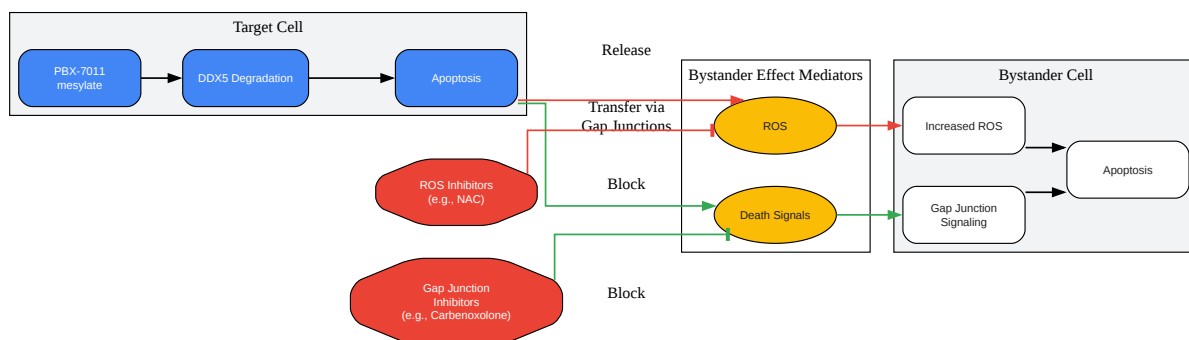 Target Cell
PBX-7011
mesylate
DDX5 Degradation
Apoptosis
Release
Transfer via
Gap Junctions
Block
Block
ROS Inhibitors
(e.g., NAC)
Gap Junction
Inhibitors
(e.g., Carbenoxolone)
Bystander Effect Mediators
ROS
Death Signals
Bystander Cell
Increased ROS
Gap Junction
Signaling
Apoptosis